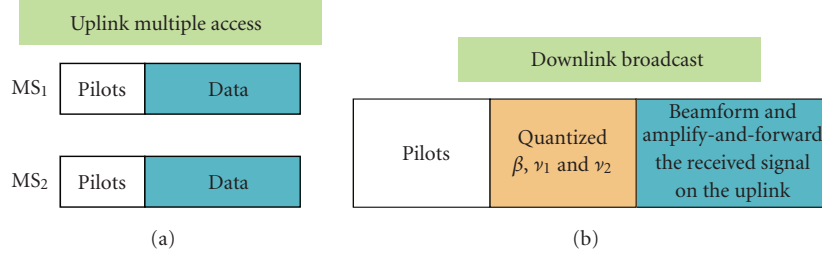 Uplink multiple access
MS₁ Pilots Data
MS₂ Pilots Data
(a)
Downlink broadcast
Pilots
Quantized
β, ν₁ and ν₂
Beamform and
amplify-and-forward
the received signal
on the uplink
(b)